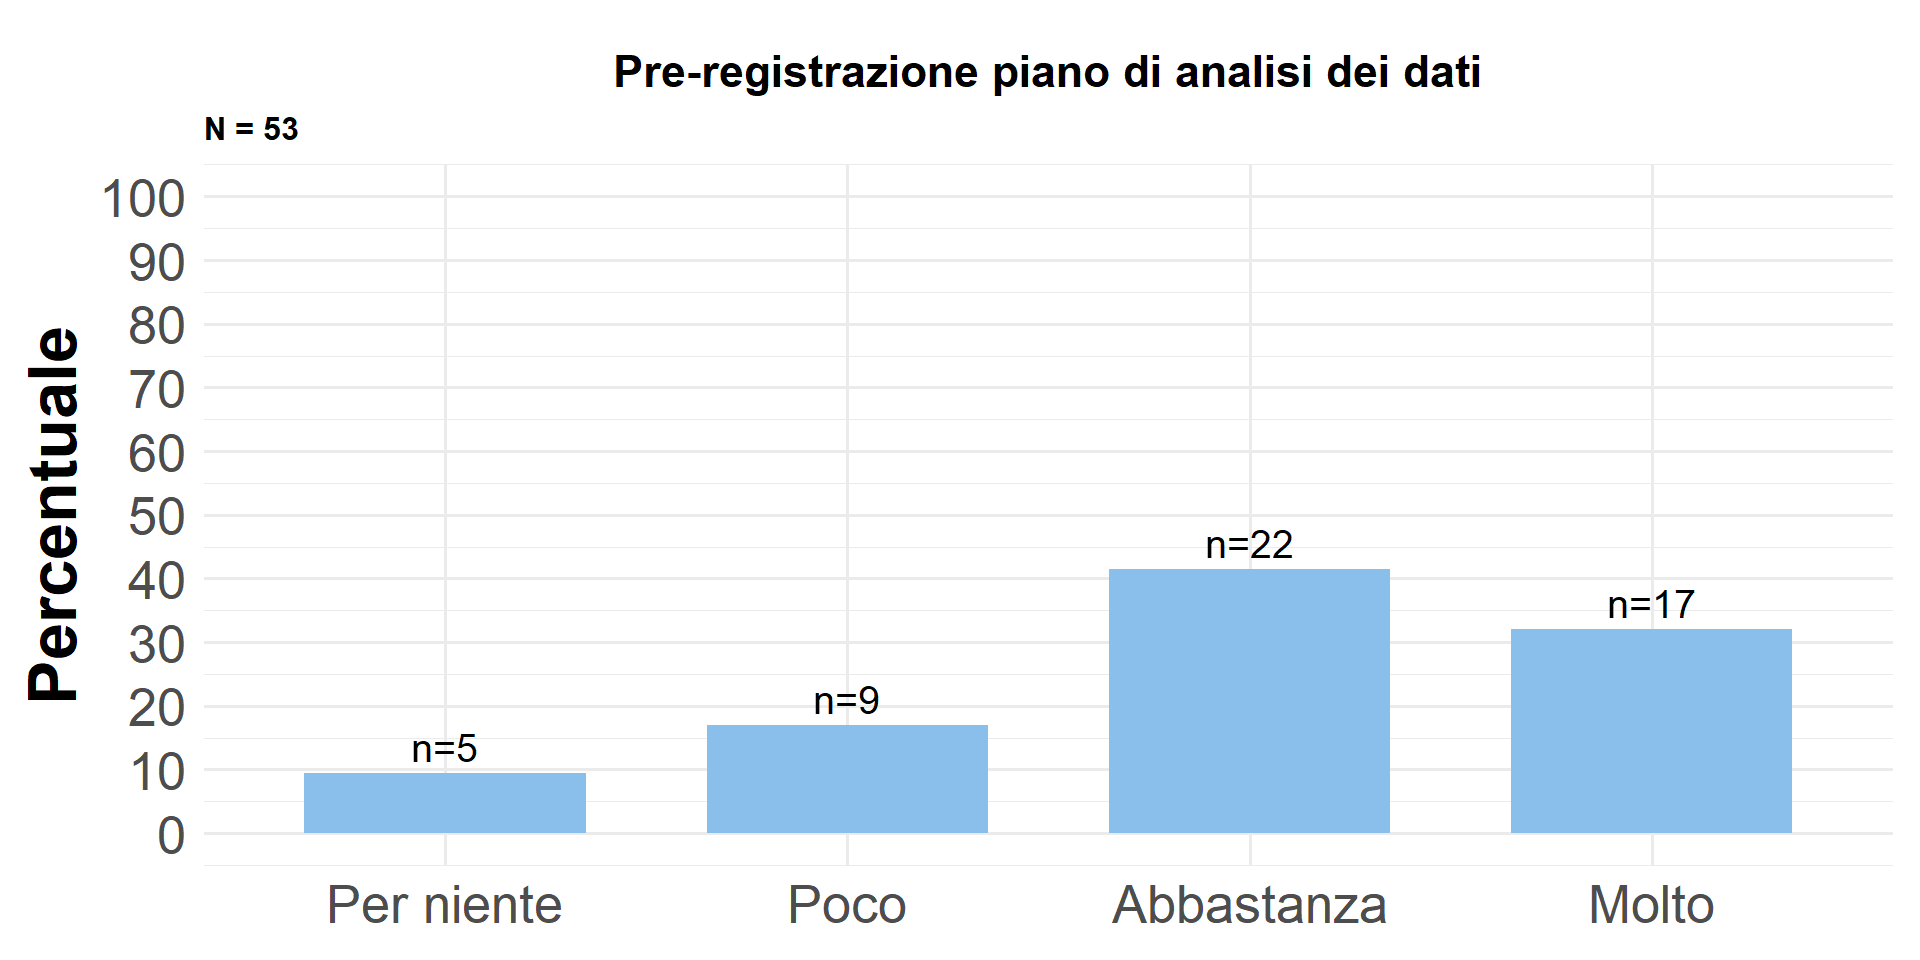 Pre-registrazione piano di analisi dei dati
N = 53
Percentuale
100
90
80
70
60
50
40
30
20
10
0
n=5
n=9
n=22
n=17
Per niente
Poco
Abbastanza
Molto